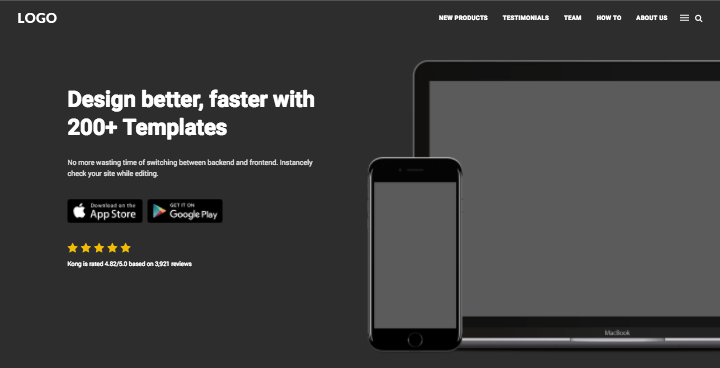 LOGO
NEW PRODUCTS TESTIMONIALS TEAM HOW TO ABOUT US
Design better, faster with
200+ Templates
No more wasting time of switching between backend and frontend. Instancely
check your site while editing.
Download on the
App Store
GET IT ON
Google Play
Kong is rated 4.82/5.0 based on 3,921 reviews
MacBook